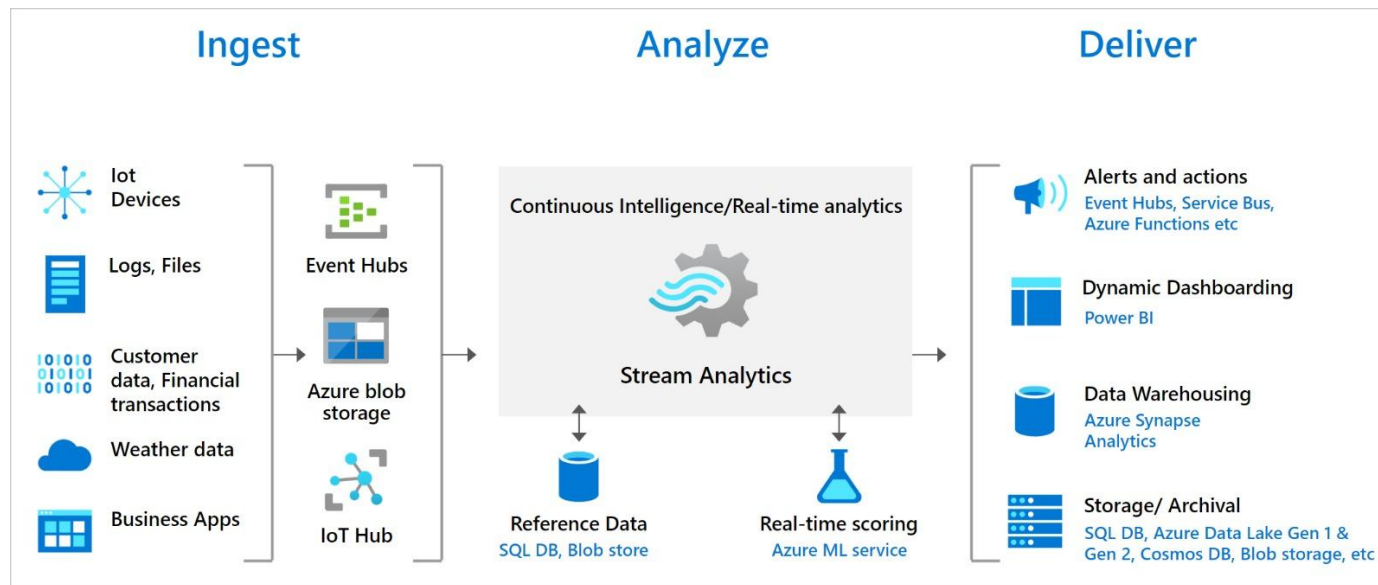 Ingest
Analyze
Deliver
Iot
Devices
Logs, Files
Customer
data, Financial
transactions
Weather data
Business Apps
Event Hubs
Azure blob
storage
IoT Hub
Continuous Intelligence/Real-time analytics
Stream Analytics
Reference Data
SQL DB, Blob store
Real-time scoring
Azure ML service
Alerts and actions
Event Hubs, Service Bus,
Azure Functions etc
Dynamic Dashboarding
Power BI
Data Warehousing
Azure Synapse
Analytics
Storage/ Archival
SQL DB, Azure Data Lake Gen 1 &
Gen 2, Cosmos DB, Blob storage, etc